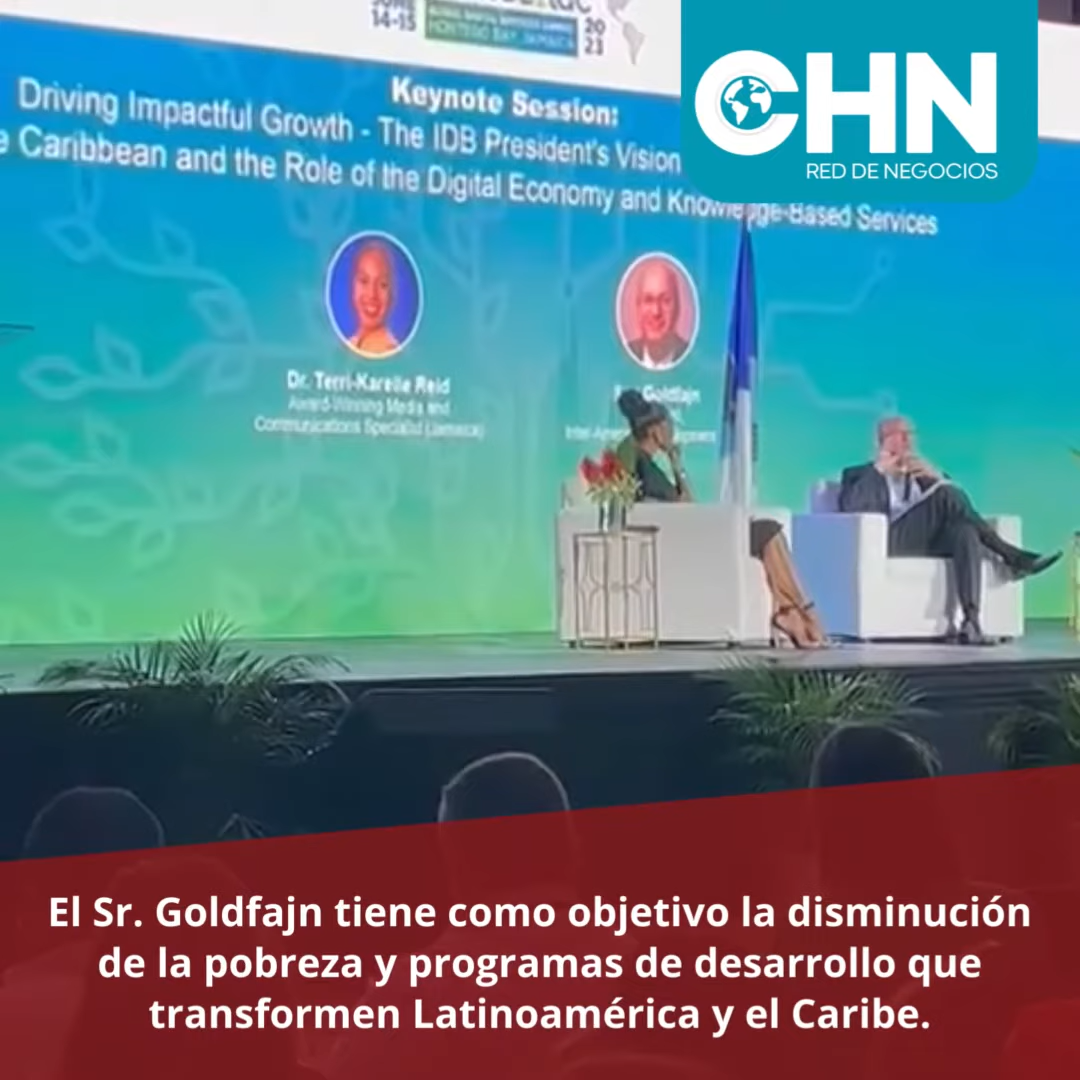 14-15
MONTEGO BAY, JAMAICA
20
23
CHN
RED DE NEGOCIOS
Keynote Session:
Driving Impactful Growth - The IDB President's Vision
Caribbean and the Role of the Digital Economy and Knowledge-Based Services
Dr. Terri-Karelle Reid
Award-Winning Media and
Communications Specialist (Jamaica)
Goldfajn
El Sr. Goldfajn tiene como objetivo la disminución
de la pobreza y programas de desarrollo que
transformen Latinoamérica y el Caribe.